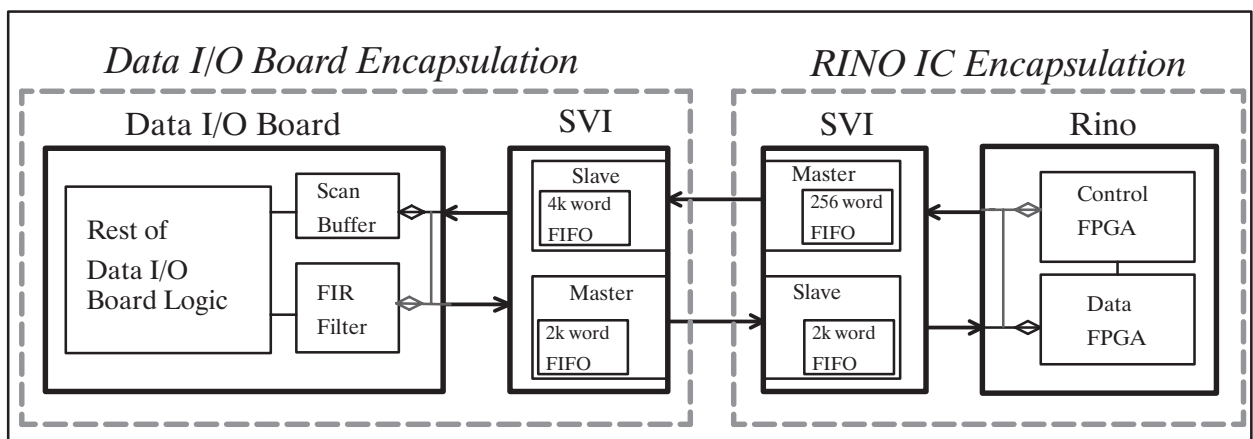 Data I/O Board Encapsulation
RINO IC Encapsulation
Data I/O Board
SVI
SVI
Rino
Rest of
Data I/O
Board Logic
Scan
Buffer
FIR
Filter
Slave
4k word
FIFO
Master
2k word
FIFO
Master
256 word
FIFO
Slave
2k word
FIFO
Control
FPGA
Data
FPGA